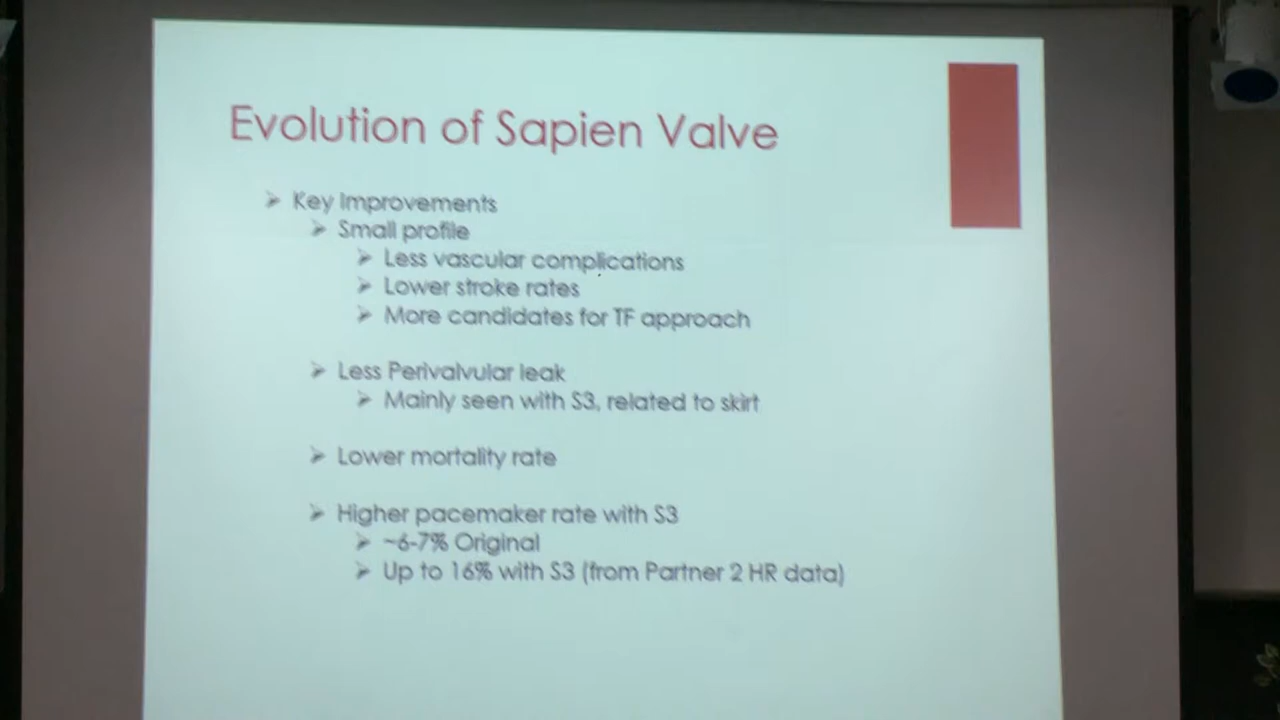 Evolution of Sapien Valve
Key Improvements
Small profile
Less vascular complications
Lower stroke rates
More candidates for TF approach
Less Perivalvular leak
Mainly seen with S3, related to skirt
Lower mortality rate
Higher pacemaker rate with S3
~6-7% Original
Up to 16% with S3 (from Partner 2 HR data)